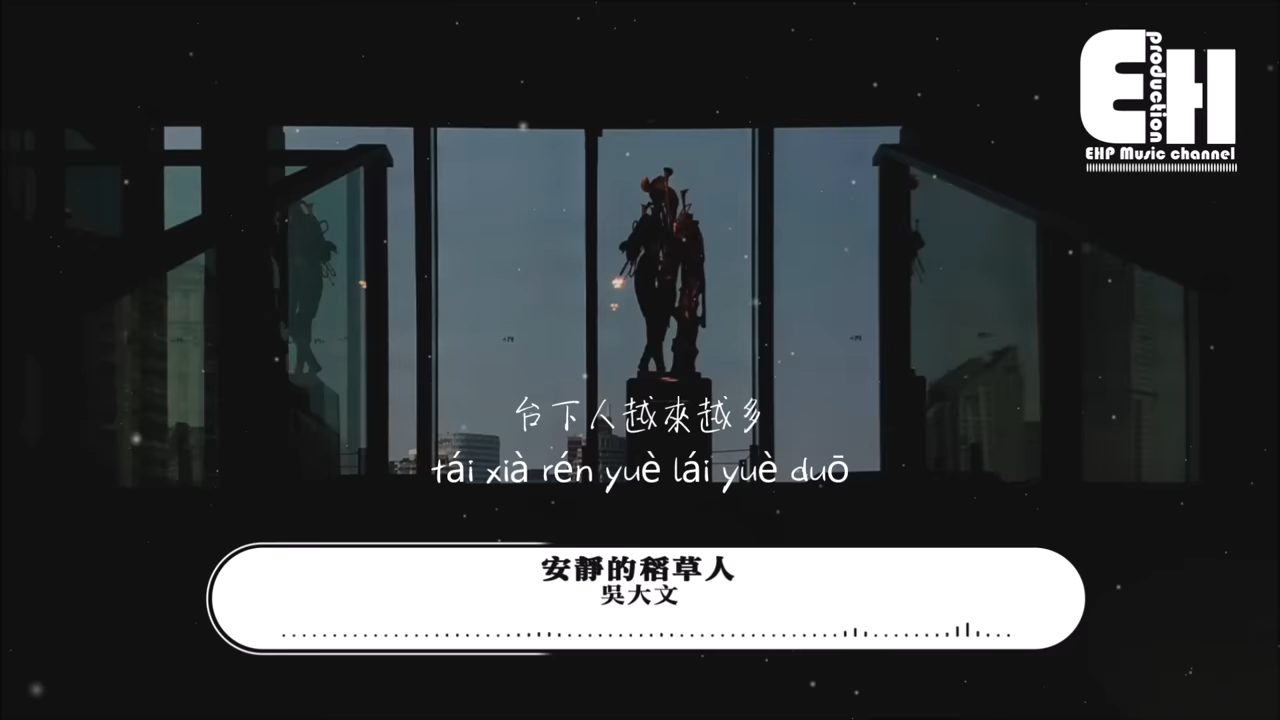 EH
production
EHP Music channel
台下人越來越多
tái xià rén yuè lái yuè duō
安靜的稻草人
吳大文